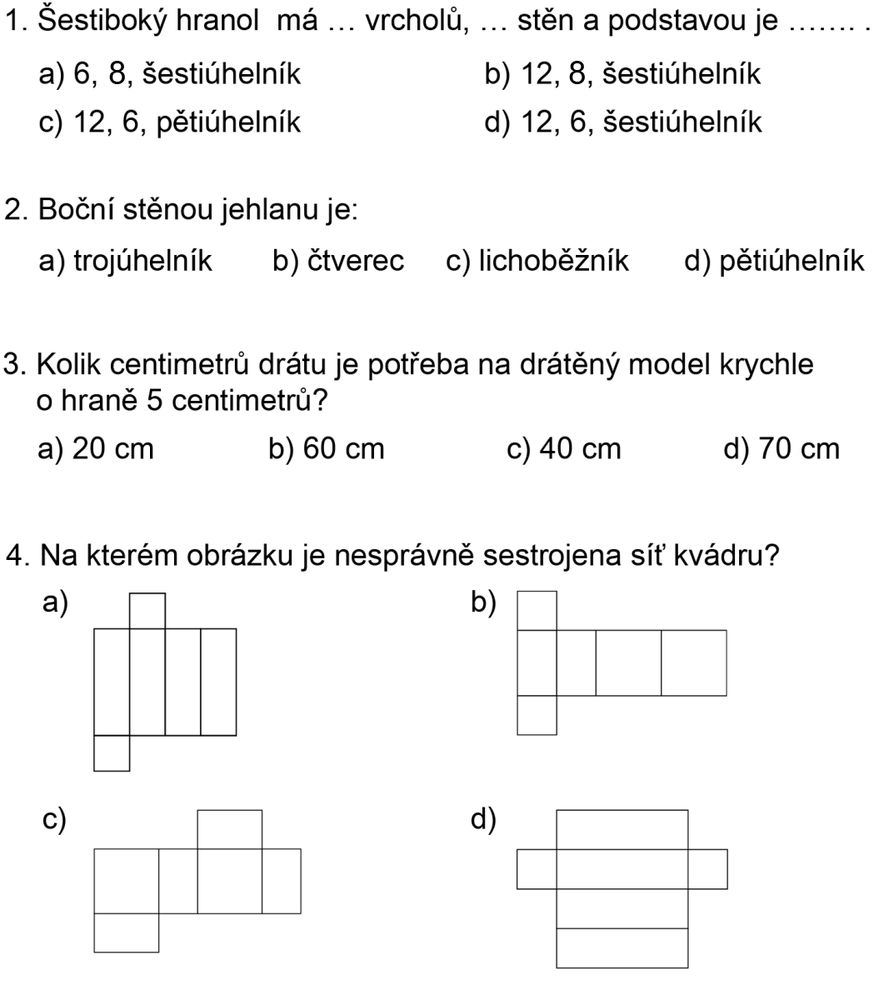 1. Šestiboký hranol  má ... vrcholů, ... stěn a podstavou je ....... .
a) 6, 8, šestiúhelník b) 12, 8, šestiúhelník
c) 12, 6, pětiúhelník d) 12, 6, šestiúhelník
2. Boční stěnou jehlanu je:
a) trojúhelník b) čtverec c) lichoběžník d) pětiúhelník
3. Kolik centimetrů drátu je potřeba na drátěný model krychle
o hraně 5 centimetrů?
a) 20 cm b) 60 cm c) 40 cm d) 70 cm
4. Na kterém obrázku je nesprávně sestrojena síť kvádru?
a) b)
c) d)